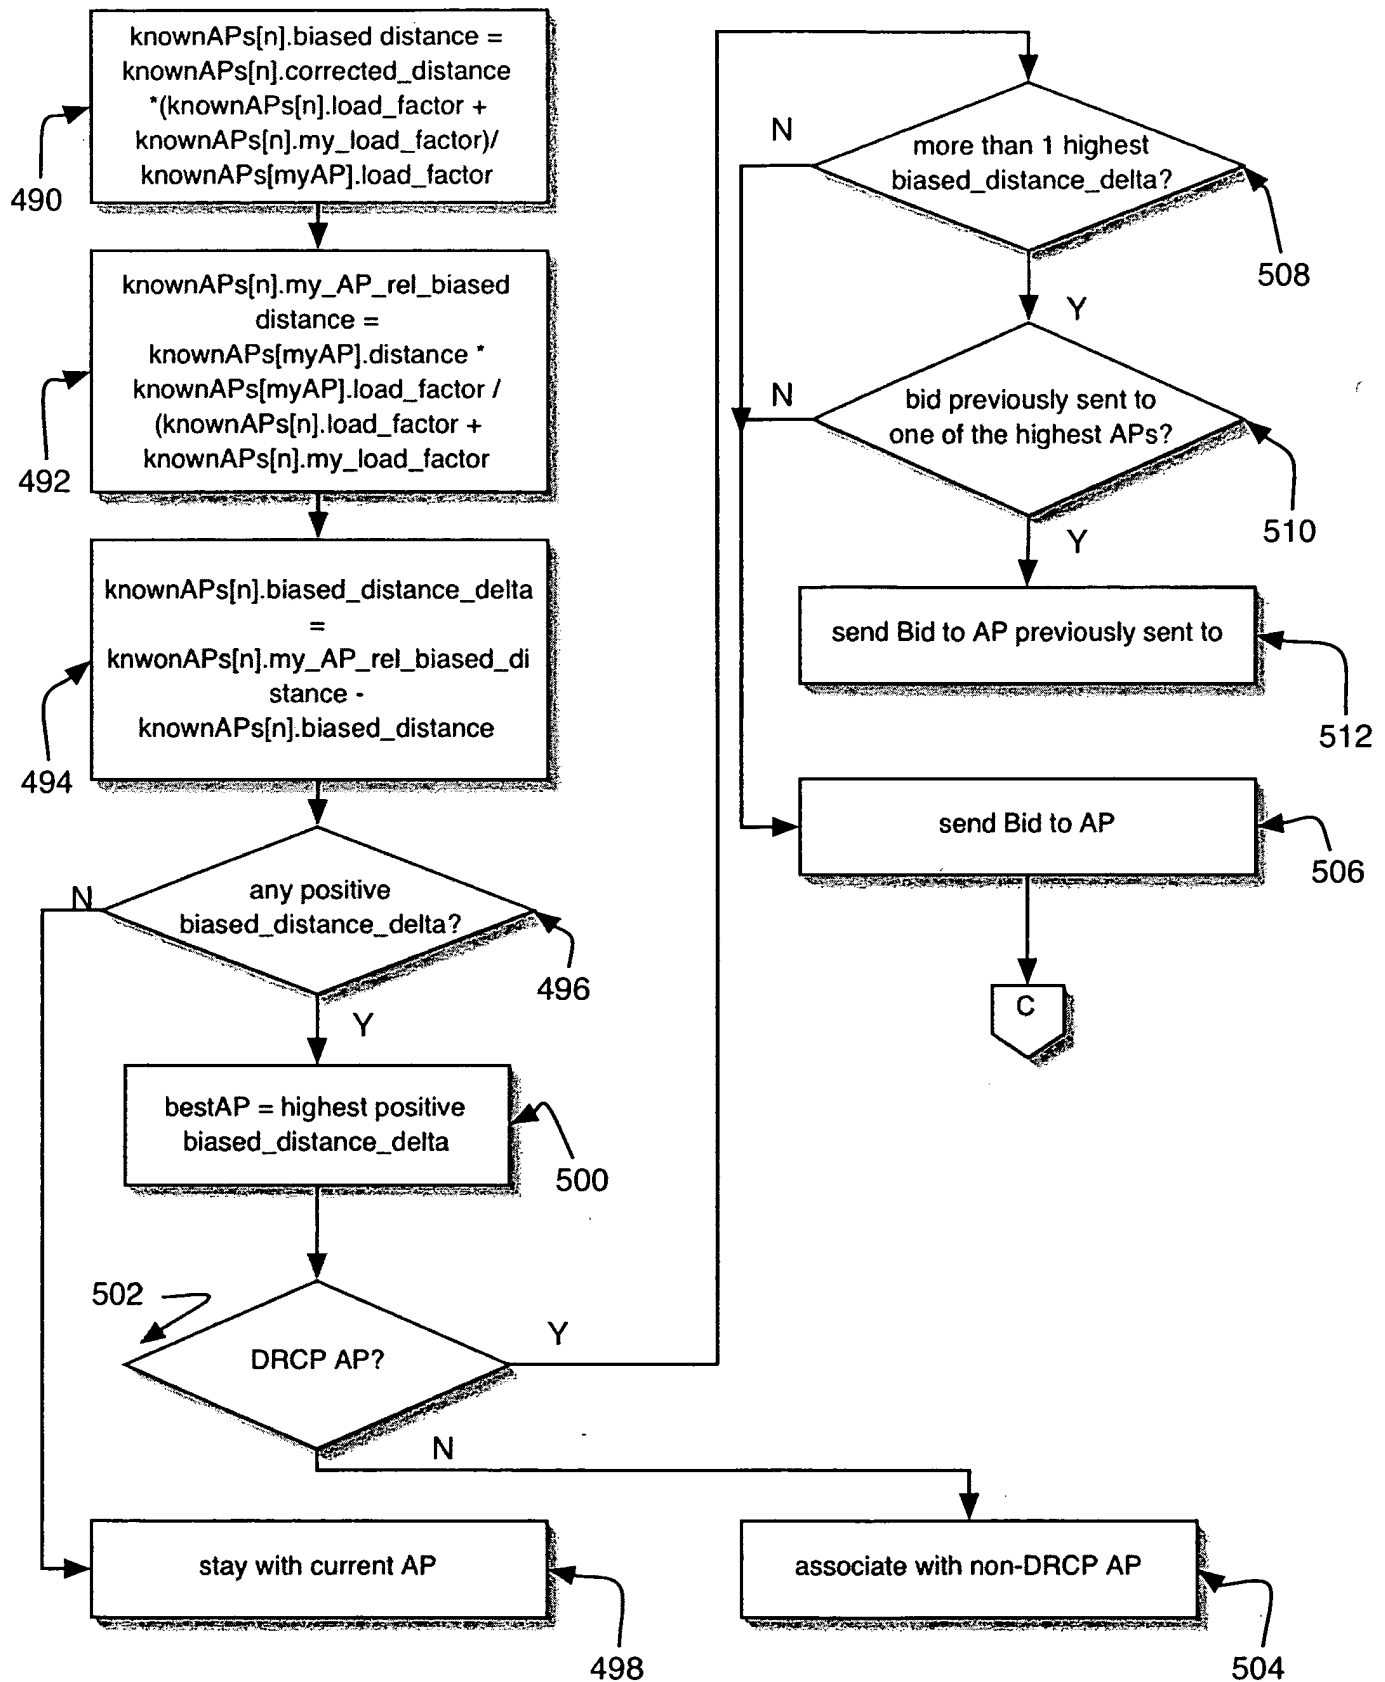 knownAPs[n].biased distance =
knownAPs[n].corrected_distance
*(knownAPs[n].load_factor +
knownAPs[n].my_load_factor)/
knownAPs[myAP].load_factor
490
knownAPs[n].my_AP_rel_biased
distance =
knownAPs[myAP].distance *
knownAPs[myAP].load_factor /
(knownAPs[n].load_factor +
knownAPs[n].my_load_factor
492
knownAPs[n].biased_distance_delta
=
knwonAPs[n].my_AP_rel_biased_di
stance -
knownAPs[n].biased_distance
494
any positive
biased_distance_delta?
N
496
Y
bestAP = highest positive
biased_distance_delta
500
502
DRCP AP?
Y
N
stay with current AP
498
associate with non-DRCP AP
504
more than 1 highest
biased_distance_delta?
N
508
Y
bid previously sent to
one of the highest APs?
N
510
Y
send Bid to AP previously sent to
512
send Bid to AP
506
C